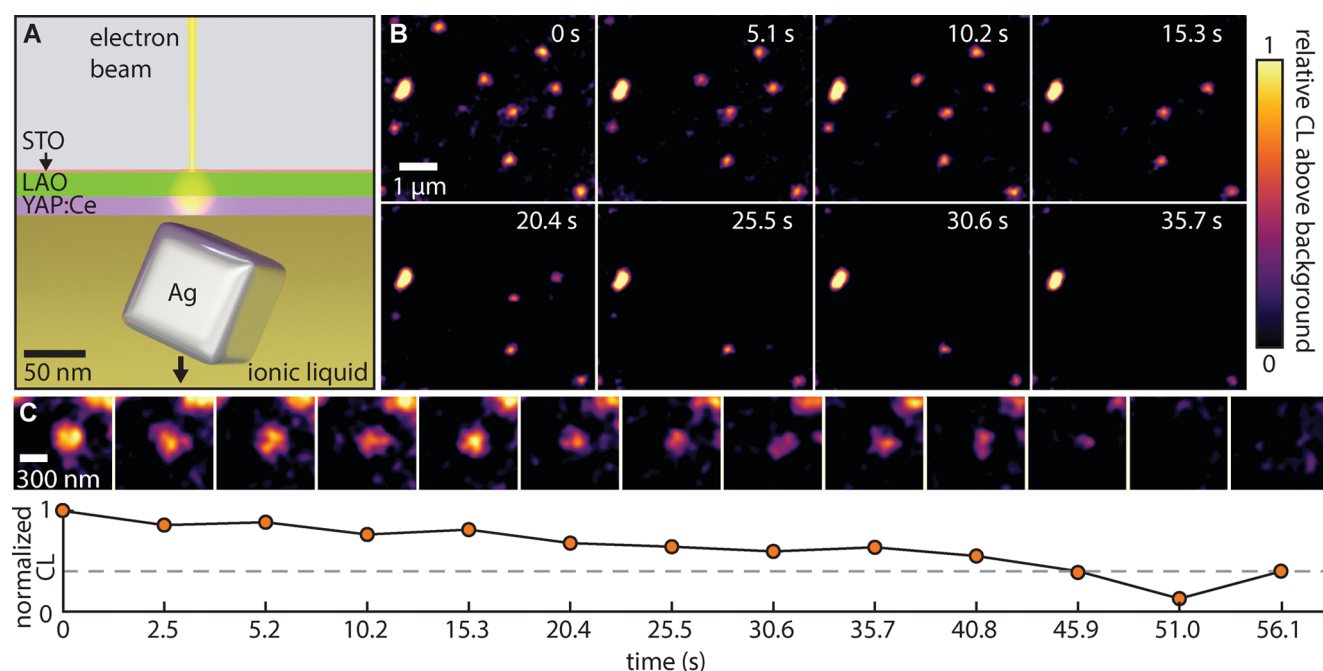 A
electron
beam
STO
LAO
YAP:Ce
Ag
50 nm
ionic liquid
B
0 s
5.1 s
10.2 s
15.3 s
1 μm
20.4 s
25.5 s
30.6 s
35.7 s
1
relative CL above background
0
C
300 nm
normalized
CL
1
0
0
2.5
5.2
10.2
15.3
20.4
25.5
30.6
35.7
40.8
45.9
51.0
56.1
time (s)